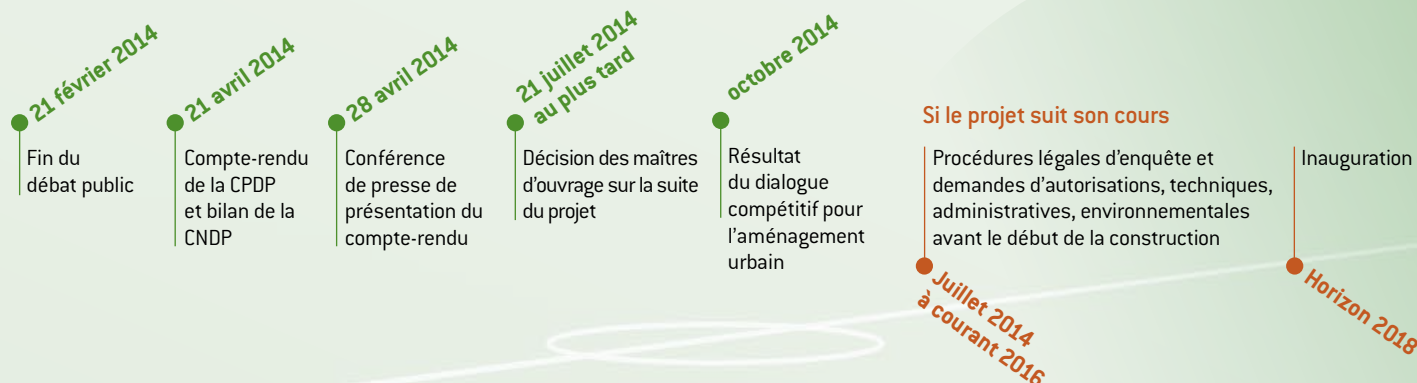 21 février 2014
Fin du
débat public
21 avril 2014
Compte-rendu
de la CPDP
et bilan de la
CNDP
28 avril 2014
Conférence
de presse de
présentation du
compte-rendu
21 juillet 2014
au plus tard
Décision des maîtres
d'ouvrage sur la suite
du projet
octobre 2014
Résultat
du dialogue
compétitif pour
l'aménagement
urbain
Si le projet suit son cours
Procédures légales d'enquête et
demandes d'autorisations, techniques,
administratives, environnementales
avant le début de la construction
Juillet 2014
à courant 2016
Inauguration
Horizon 2018